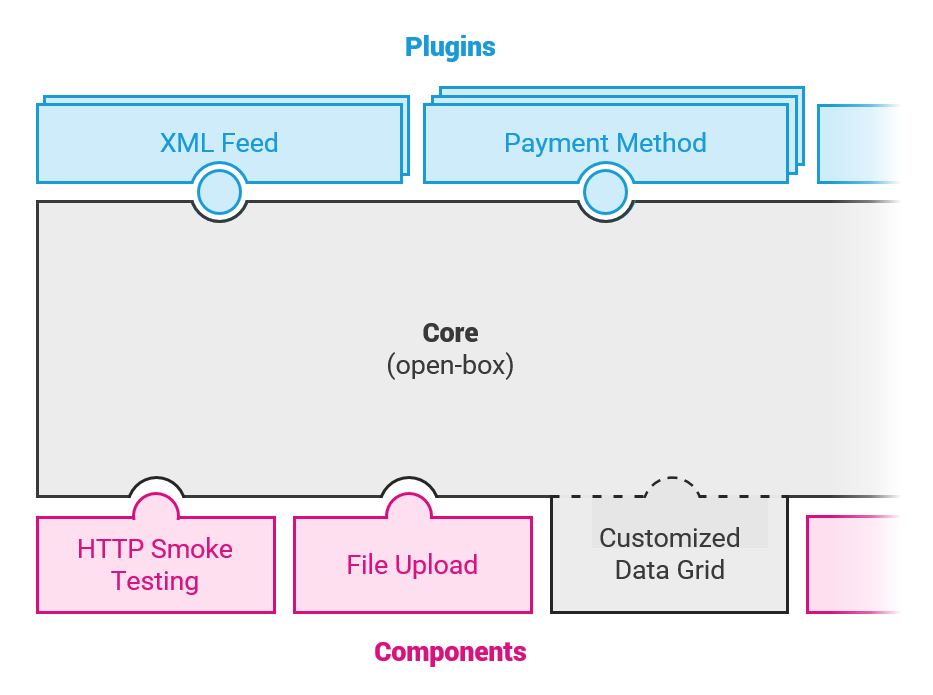 Plugins
XML Feed
Payment Method
Core
(open-box)
HTTP Smoke
Testing
File Upload
Customized
Data Grid
Components